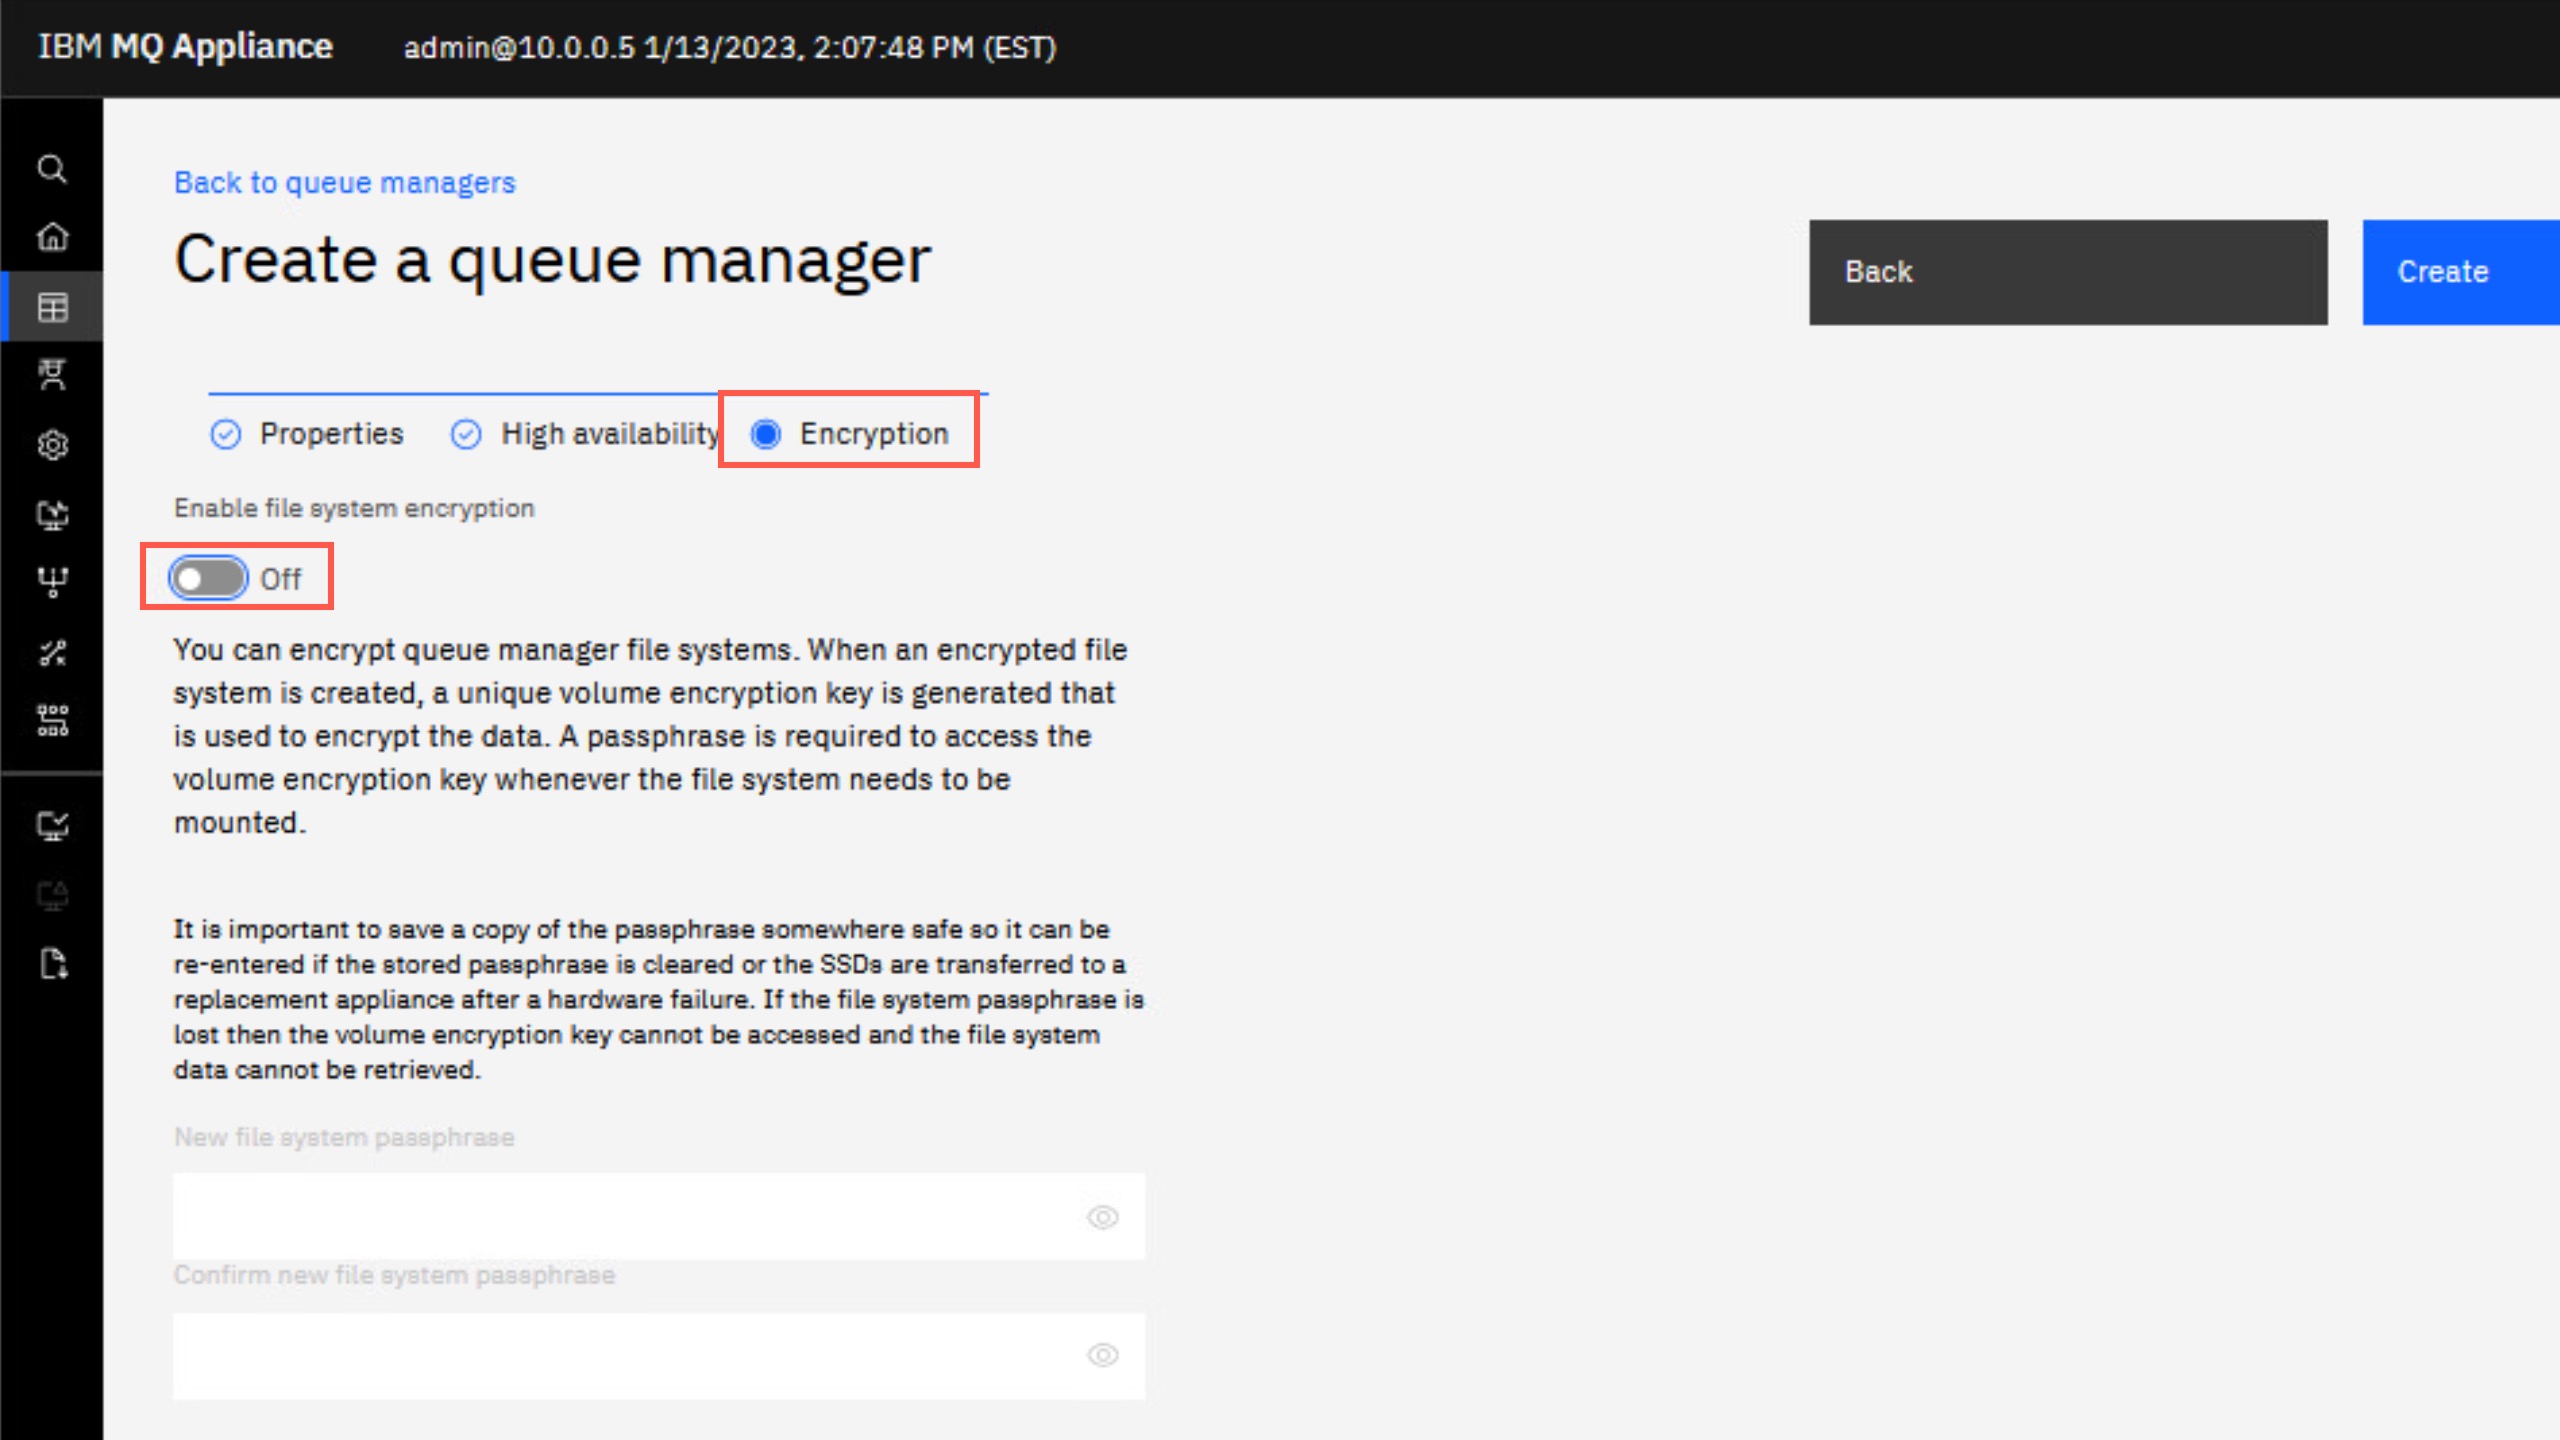 IBM MQ Appliance admin@10.0.0.5 1/13/2023, 2:07:48 PM (EST)
Back to queue managers
Create a queue manager
Back
Create
Properties
High availability
Encryption
Enable file system encryption
Off
You can encrypt queue manager file systems. When an encrypted file
system is created, a unique volume encryption key is generated that
is used to encrypt the data. A passphrase is required to access the
volume encryption key whenever the file system needs to be
mounted.
It is important to save a copy of the passphrase somewhere safe so it can be
re-entered if the stored passphrase is cleared or the SSDs are transferred to a
replacement appliance after a hardware failure. If the file system passphrase is
lost then the volume encryption key cannot be accessed and the file system
data cannot be retrieved.
New file system passphrase
Confirm new file system passphrase